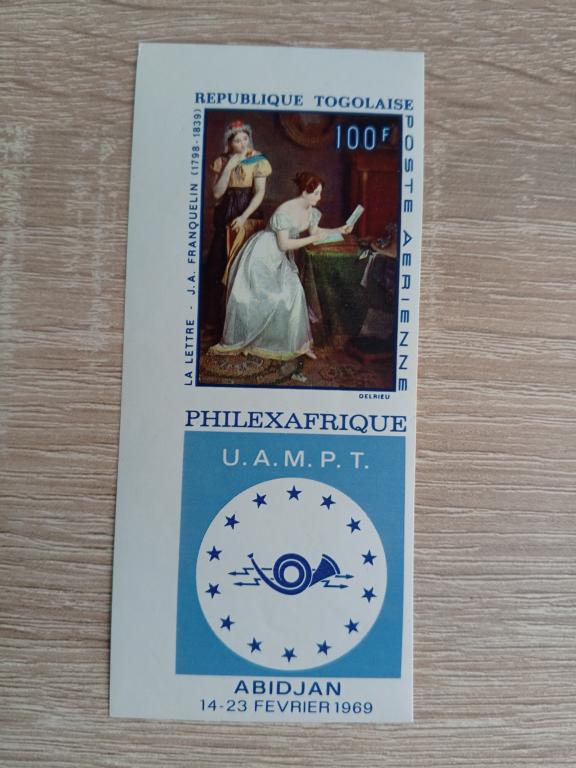 REPUBLIQUE TOGOLAISE
100F
POSTE AERIENNE
LA LETTRE - J.A. FRANQUELIN (1798-1839)
DELRIEU
PHILEXAFRIQUE
U.A.M.P.T.
ABIDJAN
14-23 FEVRIER 1969